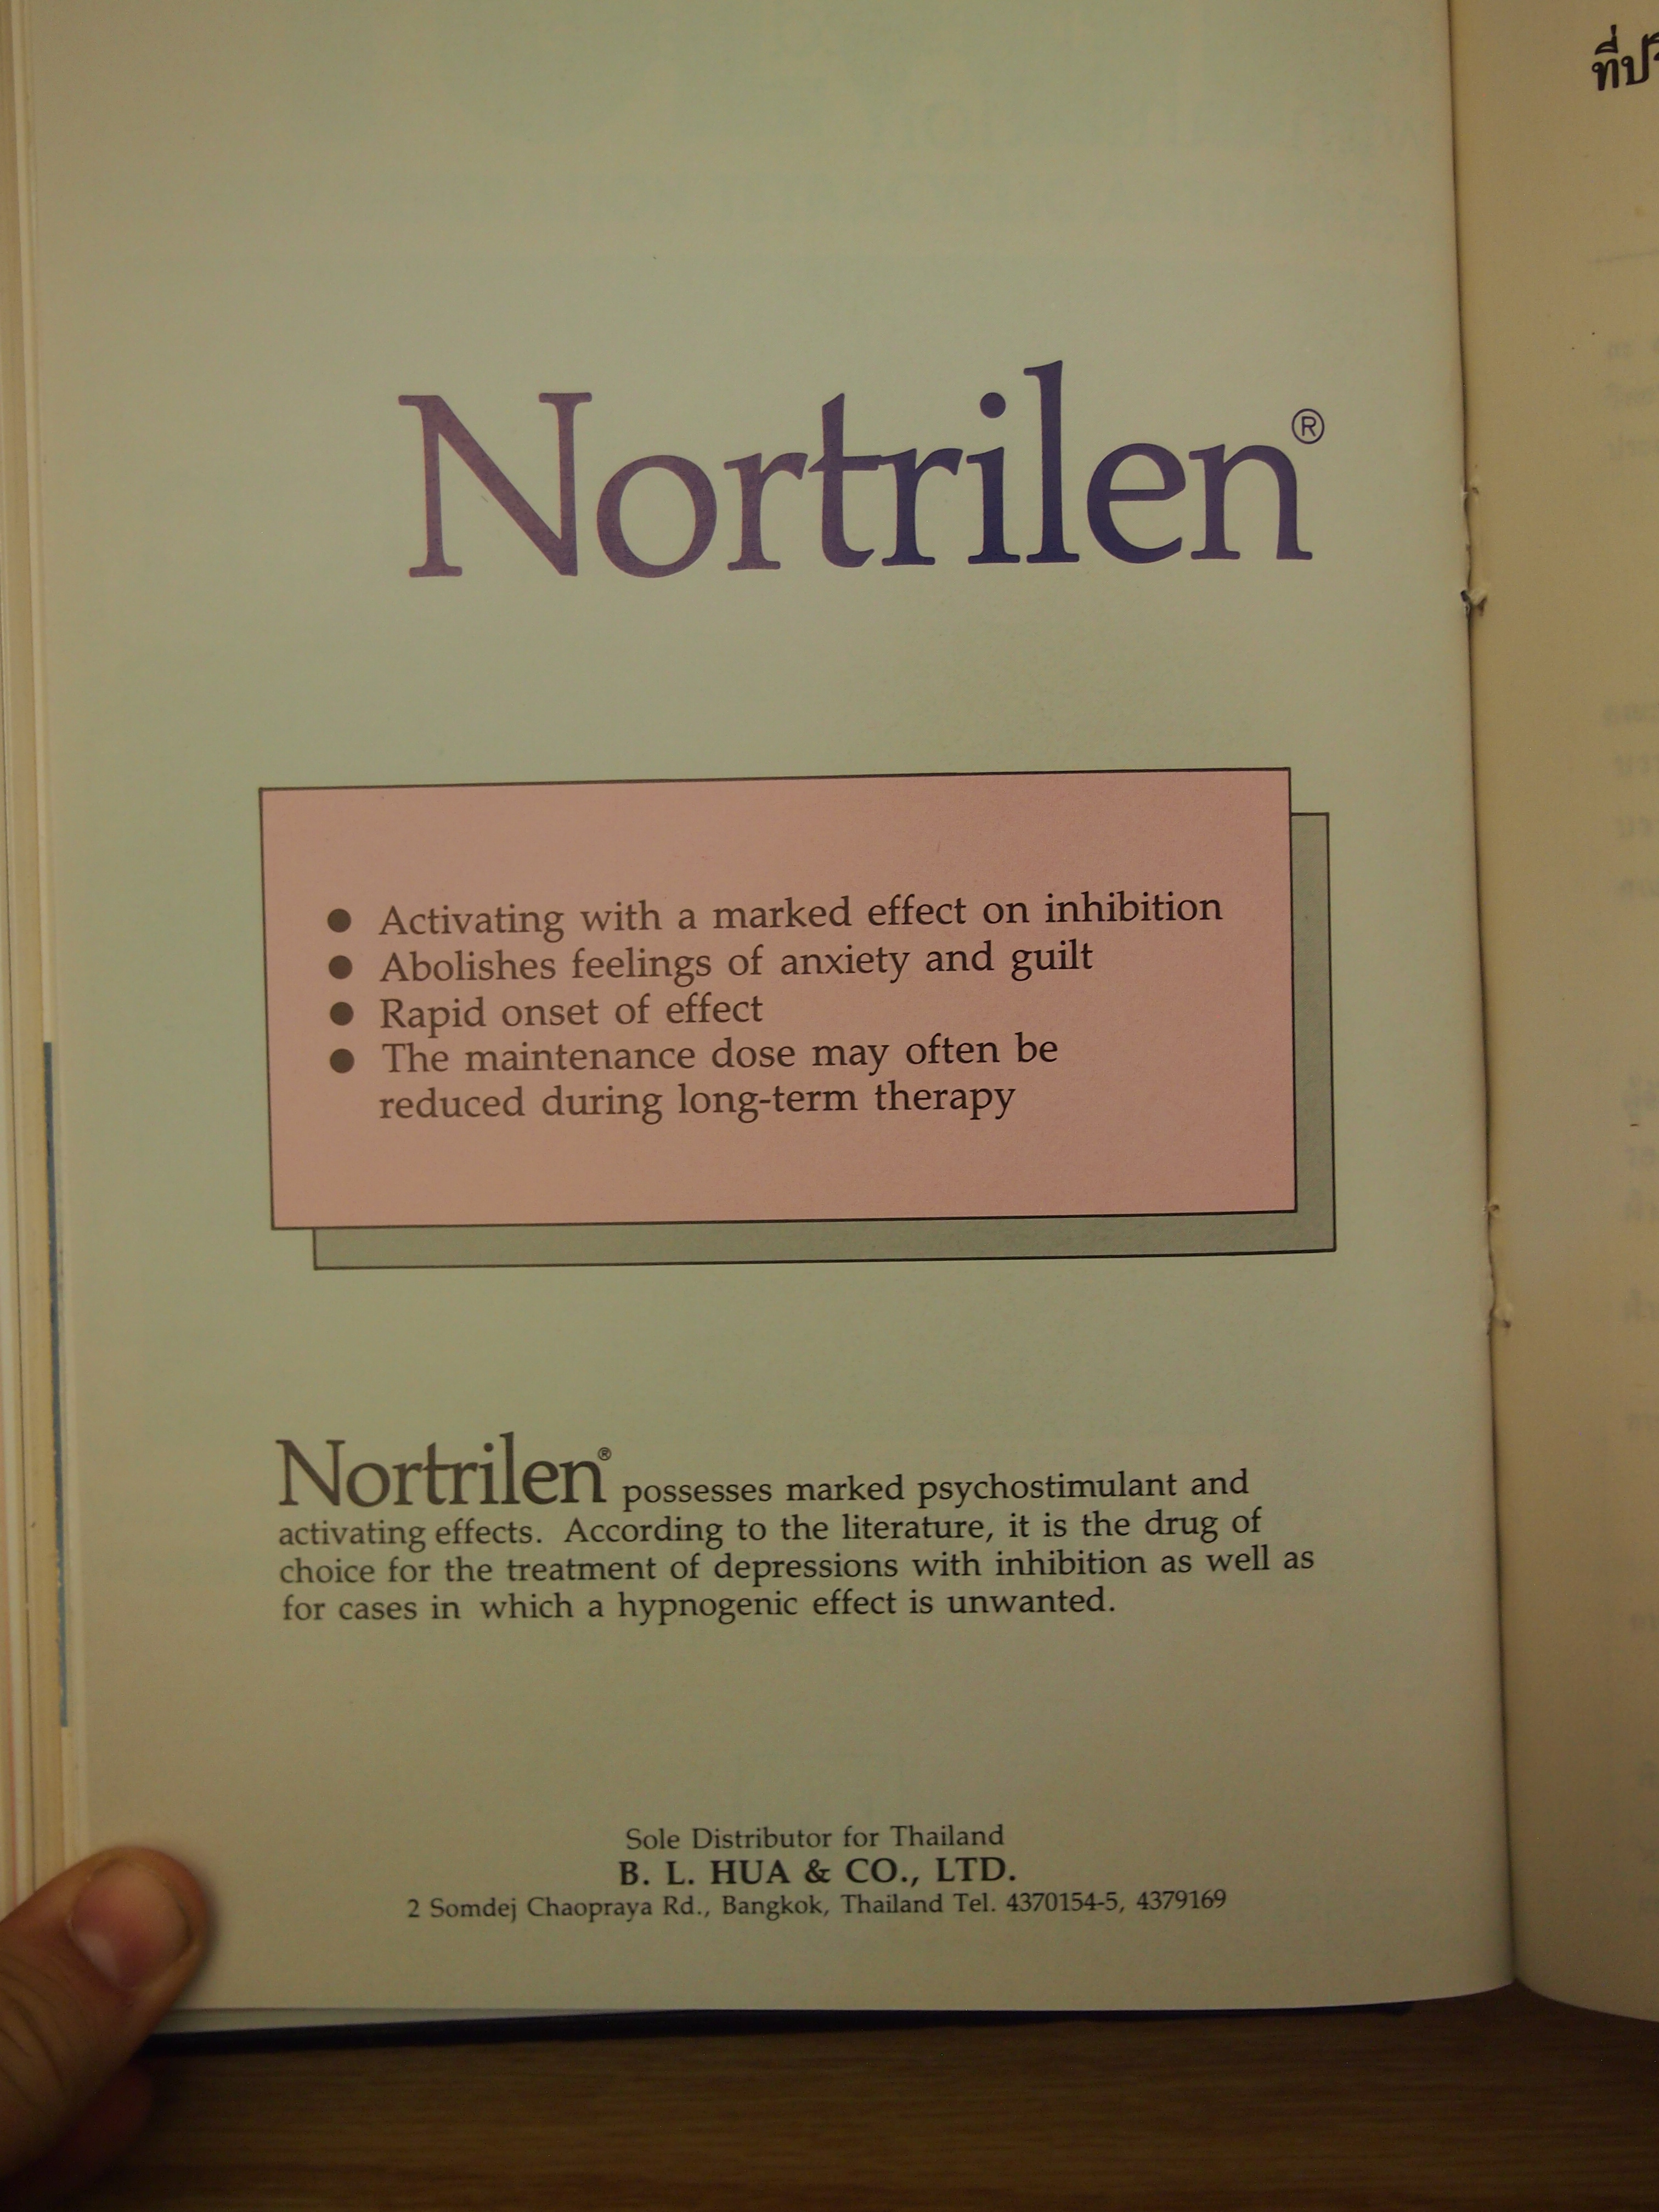 Nortrilen®
● Activating with a marked effect on inhibition
● Abolishes feelings of anxiety and guilt
● Rapid onset of effect
● The maintenance dose may often be
reduced during long-term therapy
Nortrilen® possesses marked psychostimulant and
activating effects. According to the literature, it is the drug of
choice for the treatment of depressions with inhibition as well as
for cases in which a hypnogenic effect is unwanted.
Sole Distributor for Thailand
B. L. HUA & CO., LTD.
2 Somdej Chaopraya Rd., Bangkok, Thailand Tel. 4370154-5, 4379169